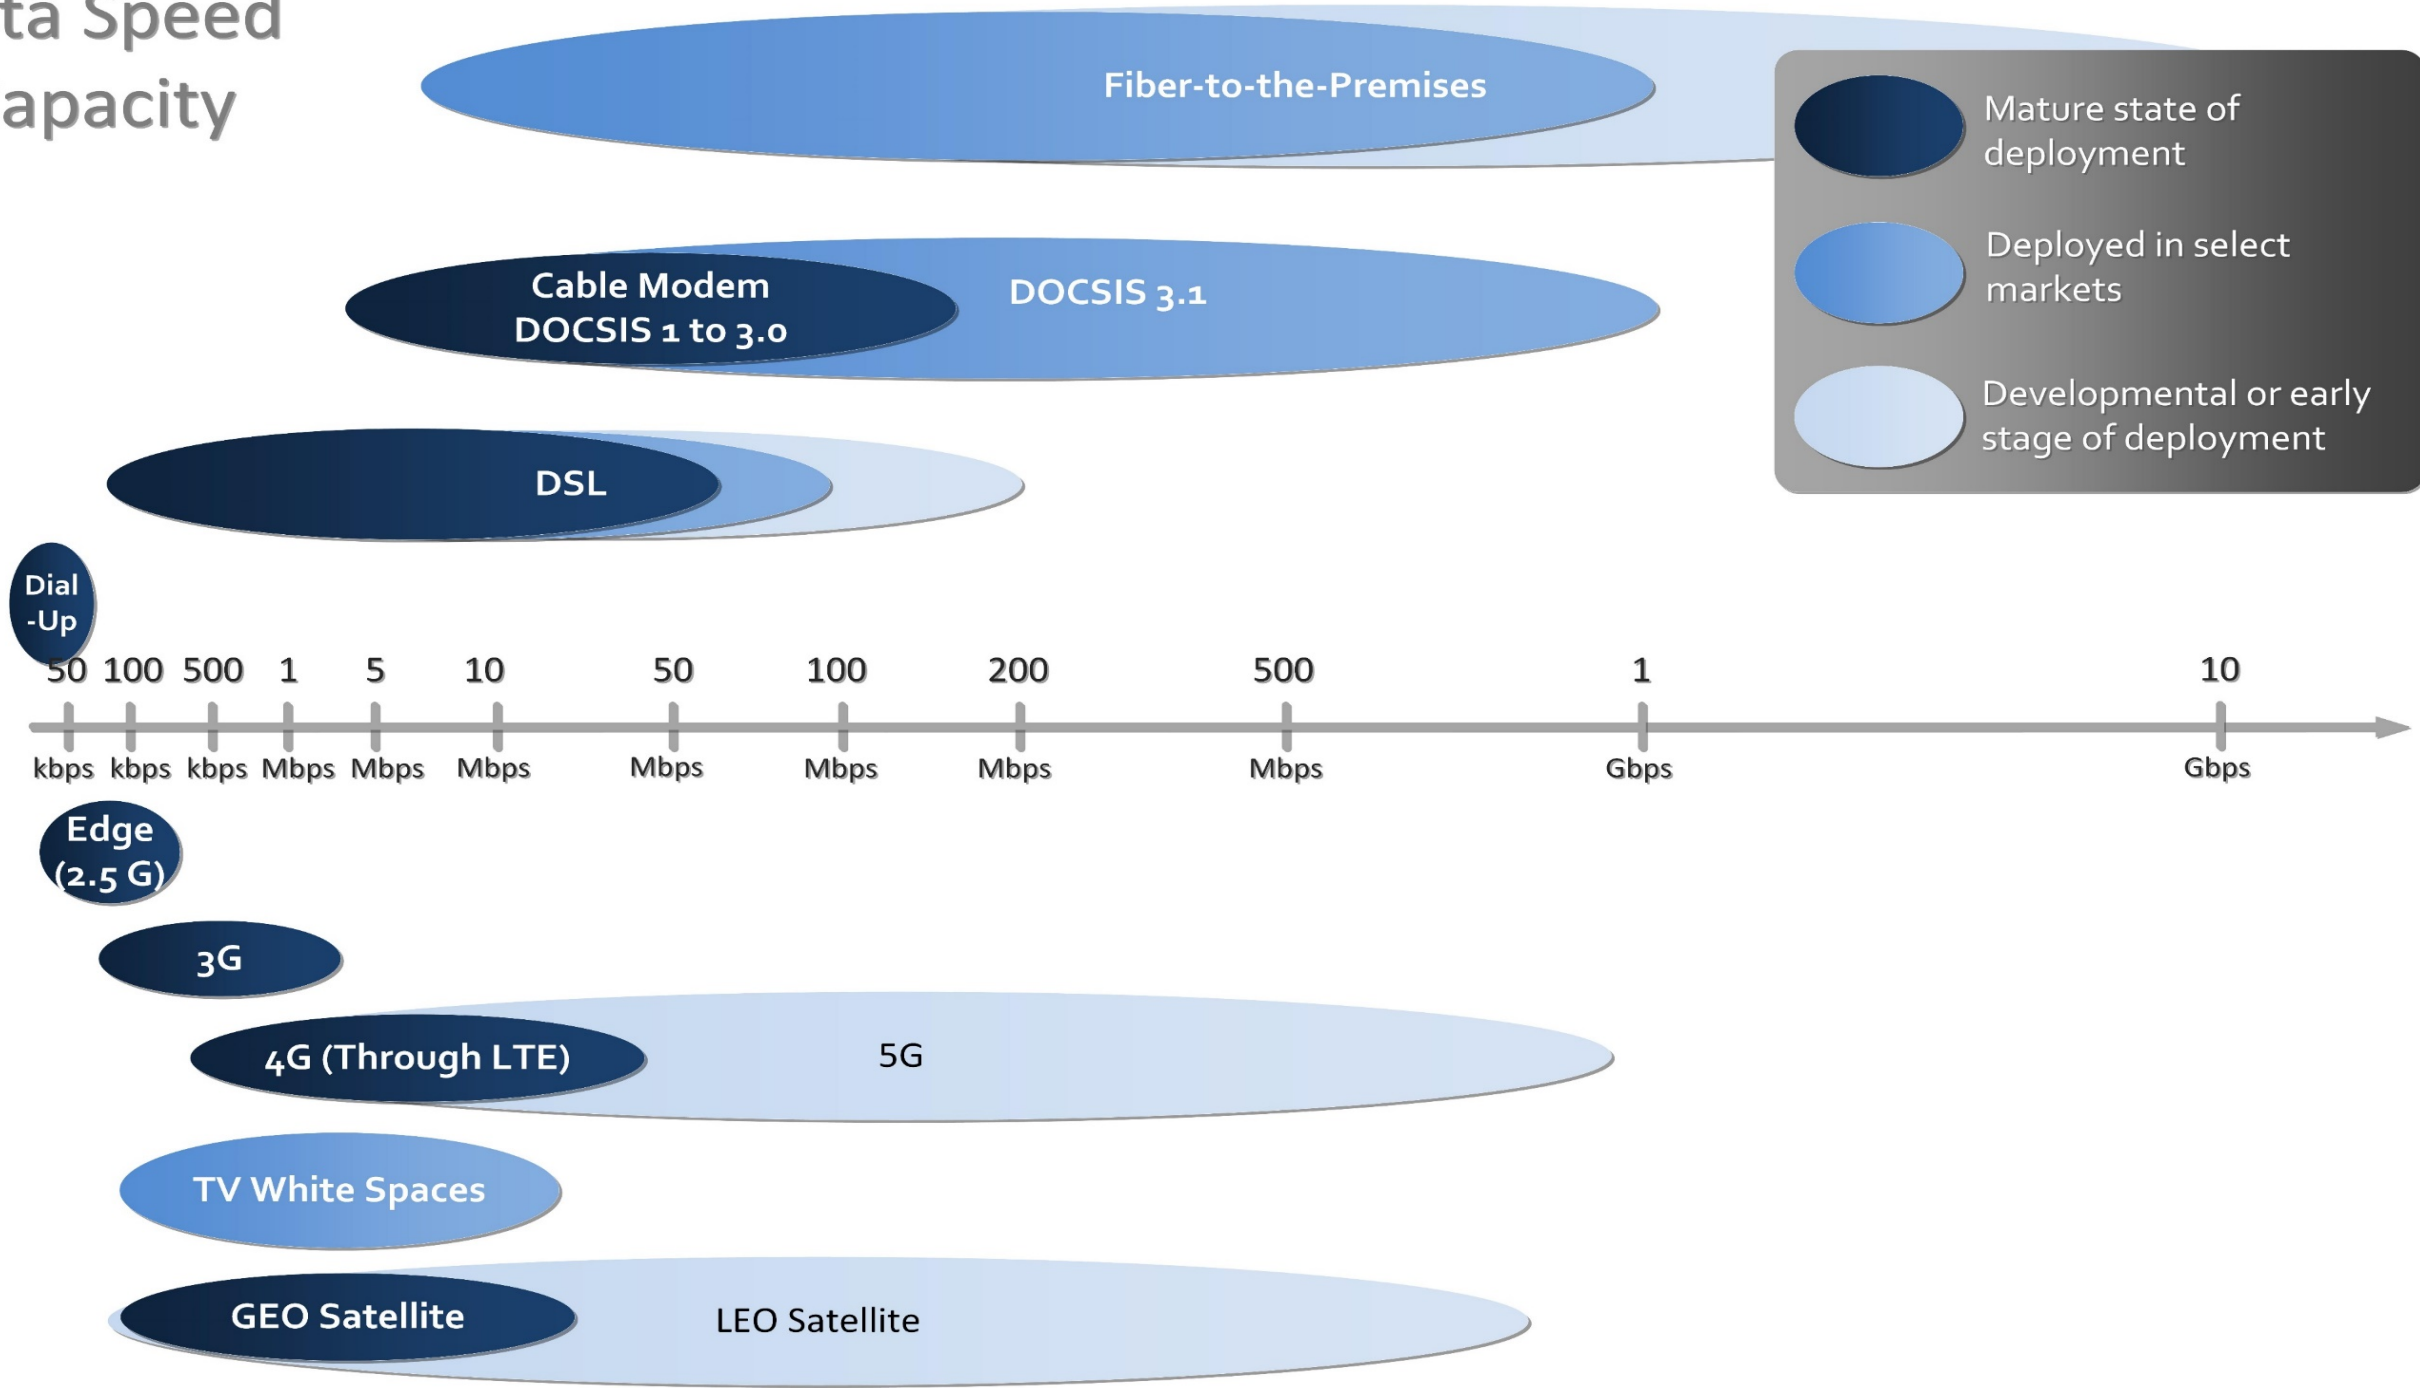 ta Speed
apacity
Fiber-to-the-Premises
Mature state of
deployment
Deployed in select
markets
Developmental or early
stage of deployment
Cable Modem
DOCSIS 1 to 3.0
DOCSIS 3.1
DSL
Dial
-Up
50 100 500 1 5 10 50 100 200 500 1 10
kbps kbps kbps Mbps Mbps Mbps Mbps Mbps Mbps Mbps Gbps Gbps
Edge
(2.5 G)
3G
4G (Through LTE)
5G
TV White Spaces
GEO Satellite
LEO Satellite